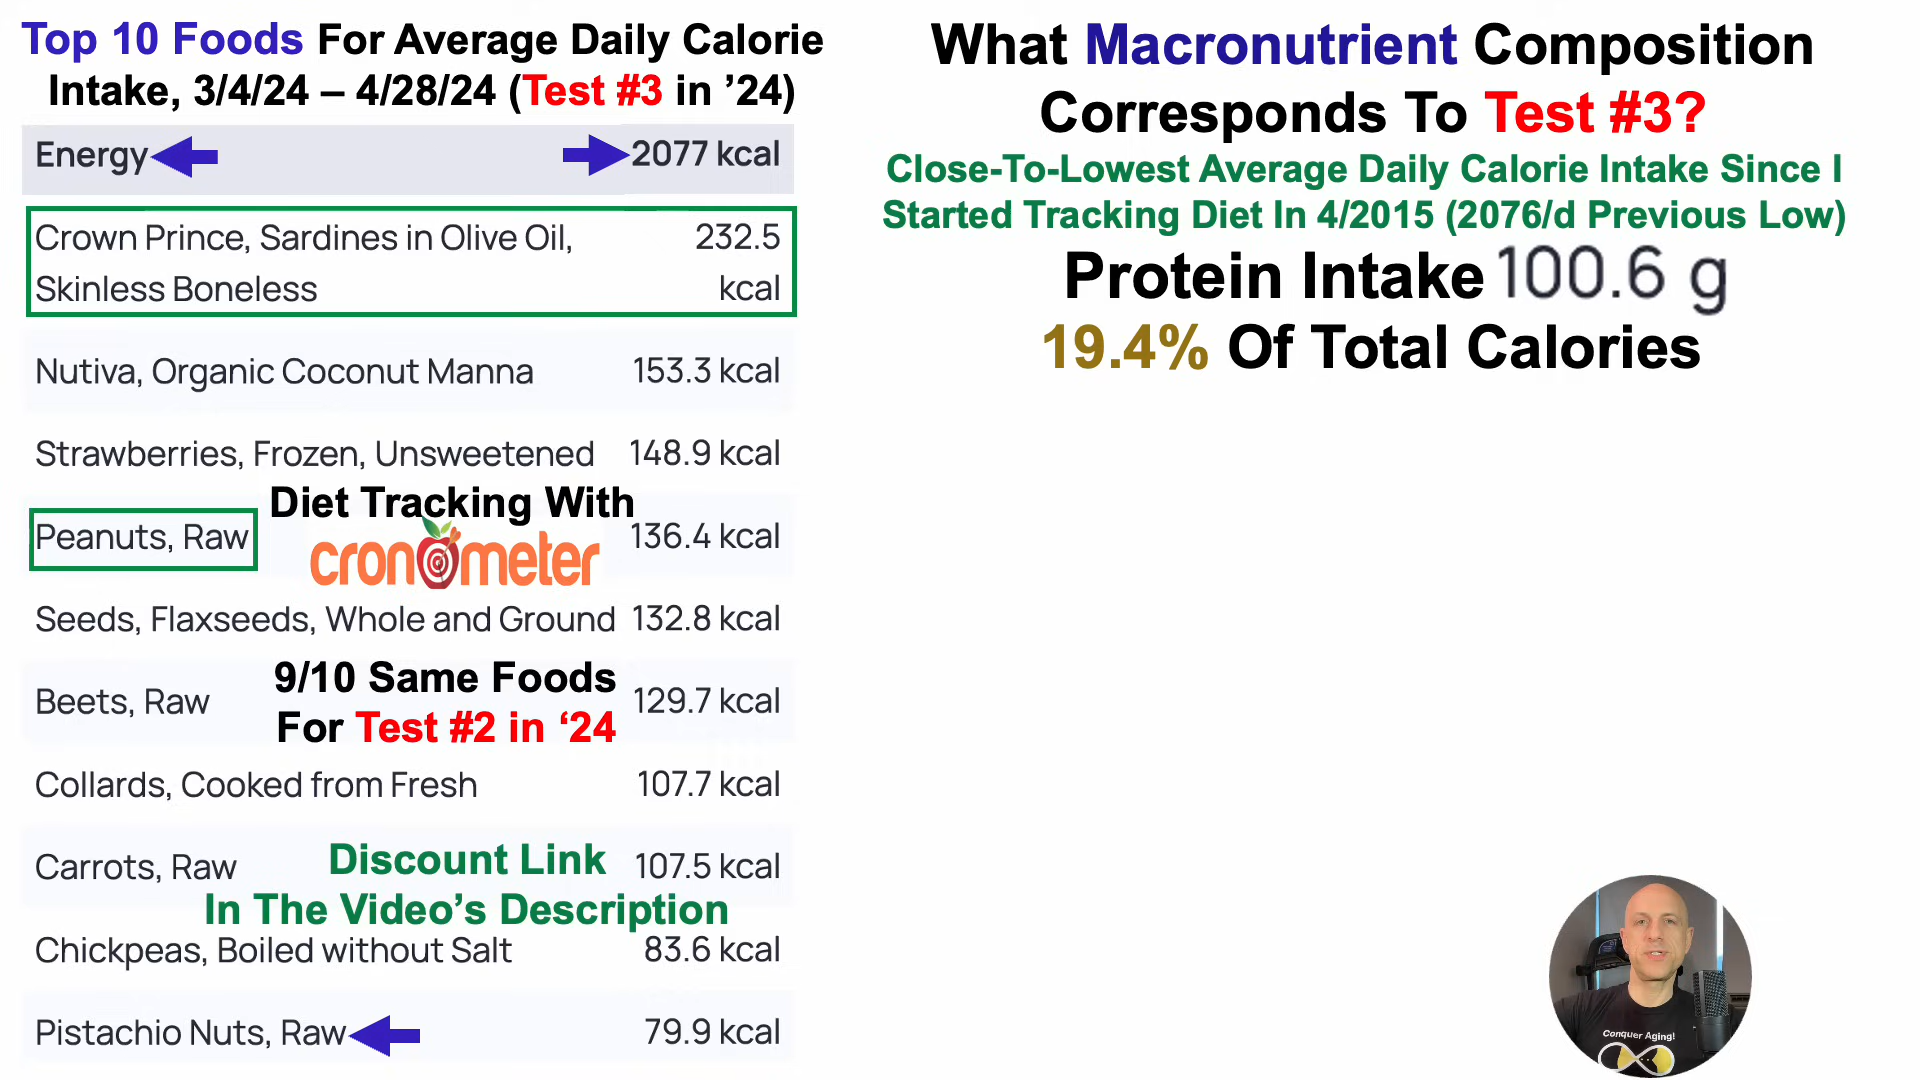 Top 10 Foods For Average Daily Calorie
Intake, 3/4/24 – 4/28/24 (Test #3 in ’24)
Energy 2077 kcal
Crown Prince, Sardines in Olive Oil, 232.5
Skinless Boneless kcal
Nutiva, Organic Coconut Manna 153.3 kcal
Strawberries, Frozen, Unsweetened 148.9 kcal
Diet Tracking With
Peanuts, Raw 136.4 kcal
cronometer
Seeds, Flaxseeds, Whole and Ground 132.8 kcal
9/10 Same Foods
Beets, Raw 129.7 kcal
For Test #2 in ‘24
Collards, Cooked from Fresh 107.7 kcal
Discount Link
Carrots, Raw 107.5 kcal
In The Video’s Description
Chickpeas, Boiled without Salt 83.6 kcal
Pistachio Nuts, Raw 79.9 kcal
What Macronutrient Composition
Corresponds To Test #3?
Close-To-Lowest Average Daily Calorie Intake Since I
Started Tracking Diet In 4/2015 (2076/d Previous Low)
Protein Intake 100.6 g
19.4% Of Total Calories
Conquer Aging!